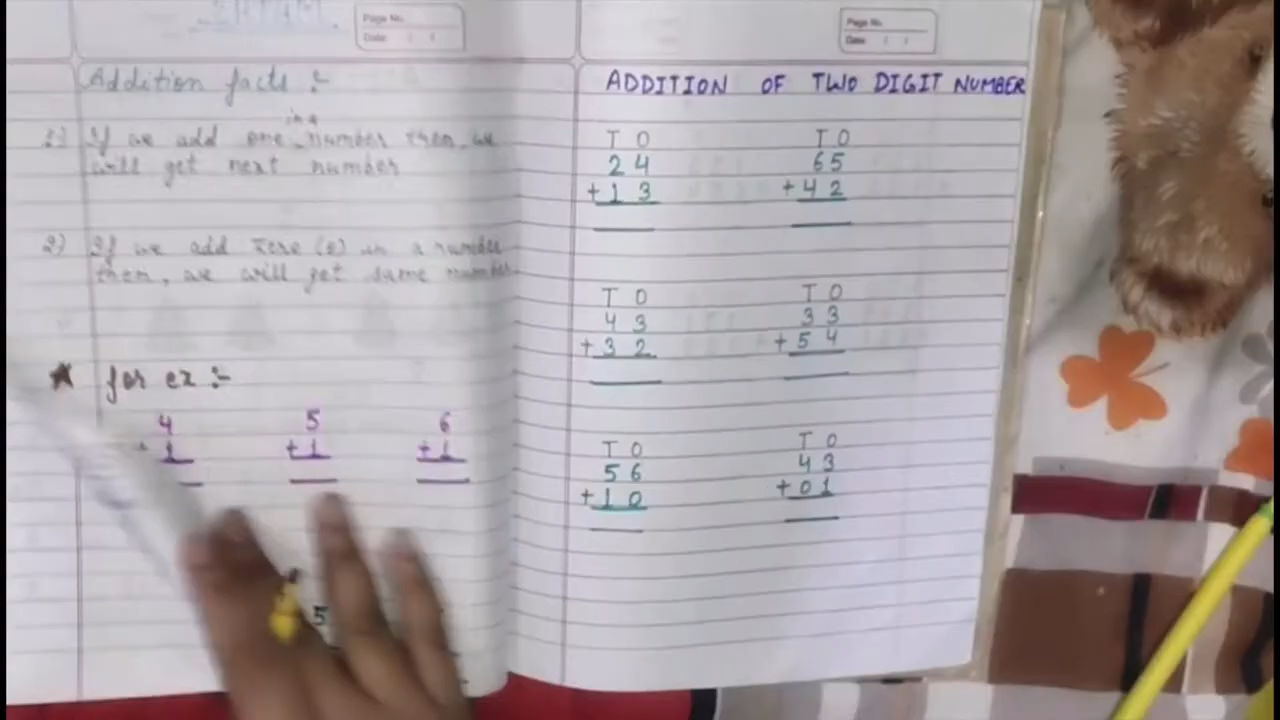 Page No.
Date:
Addition facts :-
in a
1) If we add one number then, we
will get next number
2) If we add zero (0) in a number
then, we will get same number
★ for ex :-
4
+ 1
5
+ 1
6
+ 1
5
Page No.
Date:
ADDITION OF TWO DIGIT NUMBER
T O
2 4
+ 1 3
T O
6 5
+ 4 2
T O
4 3
+ 3 2
T O
3 3
+ 5 4
T O
5 6
+ 1 0
T O
4 3
+ 0 1